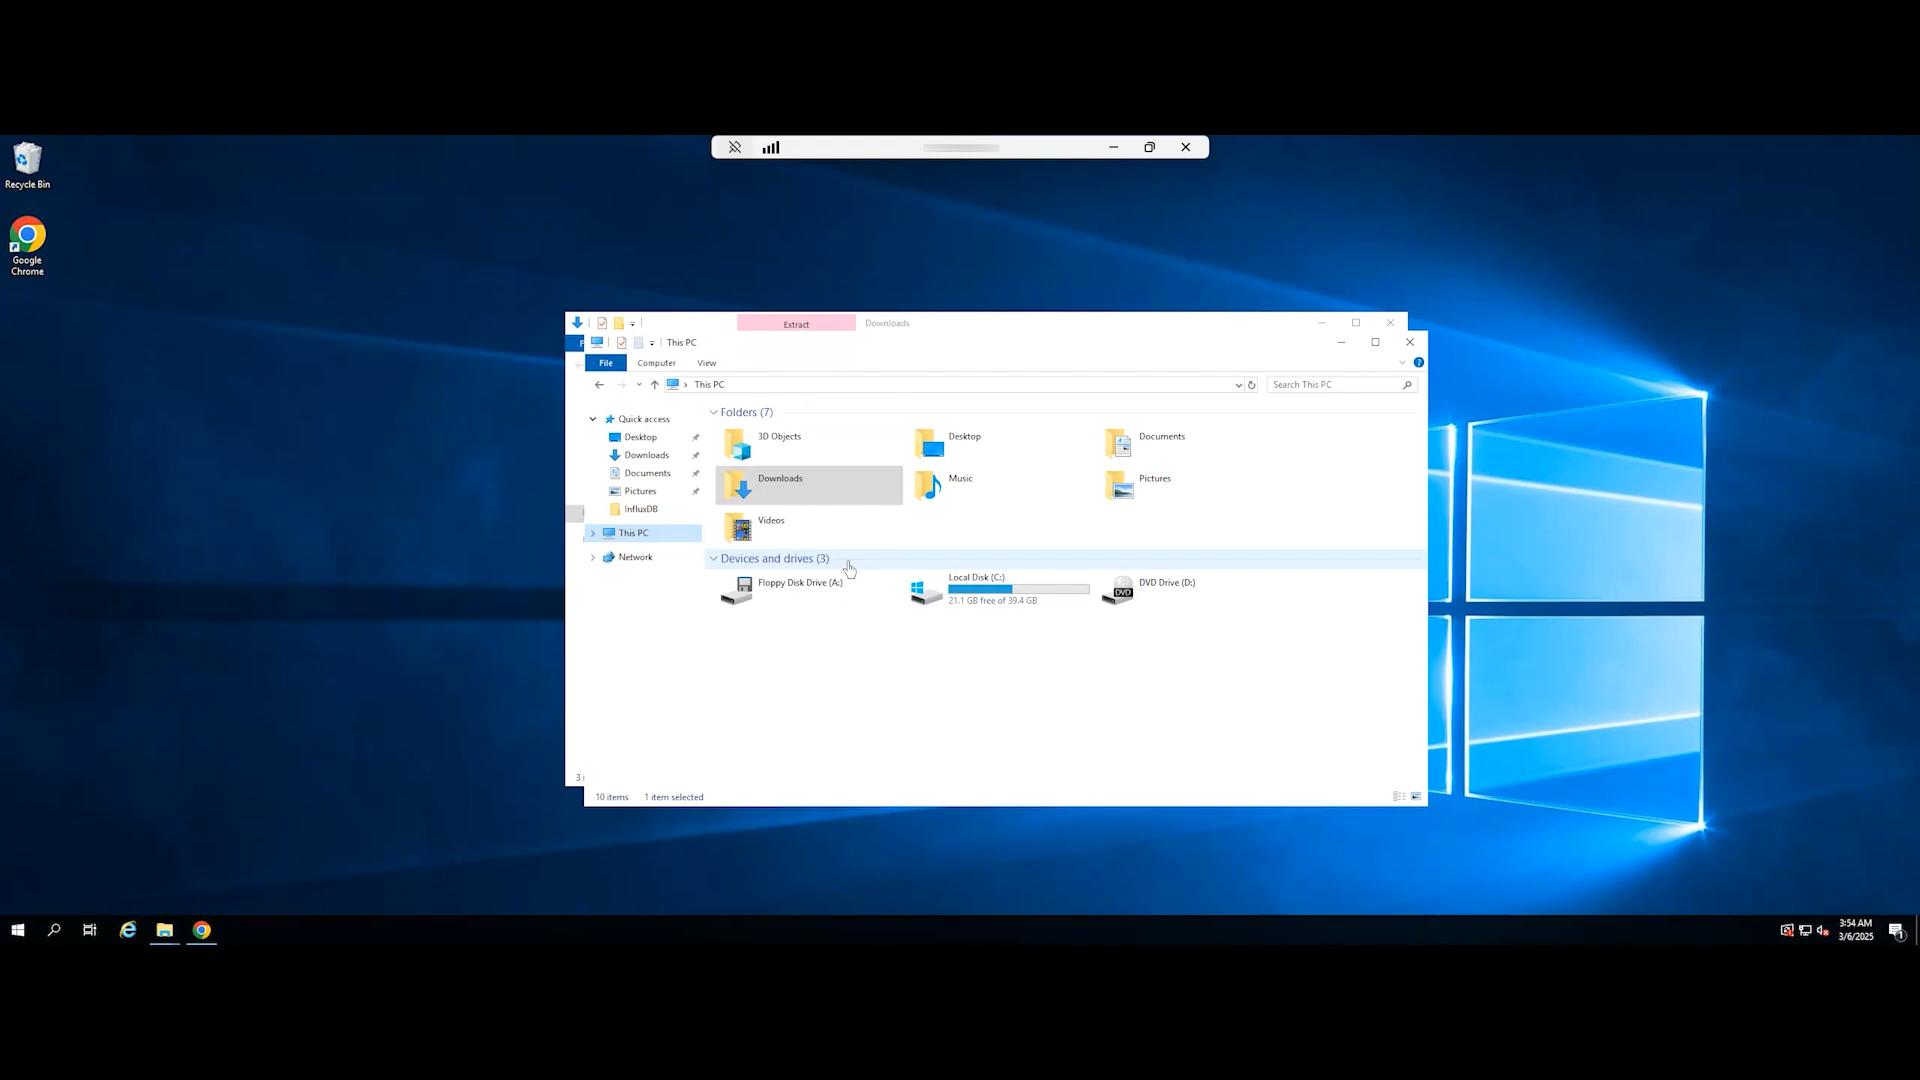 Recycle Bin
Google
Chrome
Extract
Downloads
This PC
File
Computer
View
This PC
Search This PC
Quick access
Desktop
Downloads
Documents
Pictures
InfluxDB
This PC
Network
Folders (7)
3D Objects
Desktop
Documents
Downloads
Music
Pictures
Videos
Devices and drives (3)
Floppy Disk Drive (A:)
Local Disk (C:)
21.1 GB free of 39.4 GB
DVD Drive (D:)
DVD
3 i
10 items
1 item selected
3:54 AM
3/6/2025
1